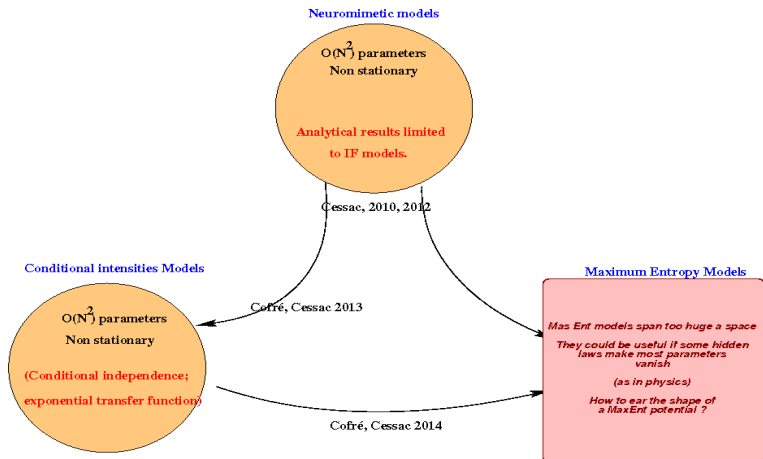 Neuromimetic models
O(N²) parameters
Non stationary
Analytical results limited
to IF models.
Cessac, 2010, 2012
Conditional intensities Models
Maximum Entropy Models
Cofré, Cessac 2013
O(N²) parameters
Non stationary
(Conditional independence;
exponential transfer function)
Mas Ent models span too huge a space
They could be useful if some hidden
laws make most parameters
vanish
(as in physics)
How to ear the shape of
a MaxEnt potential ?
Cofré, Cessac 2014